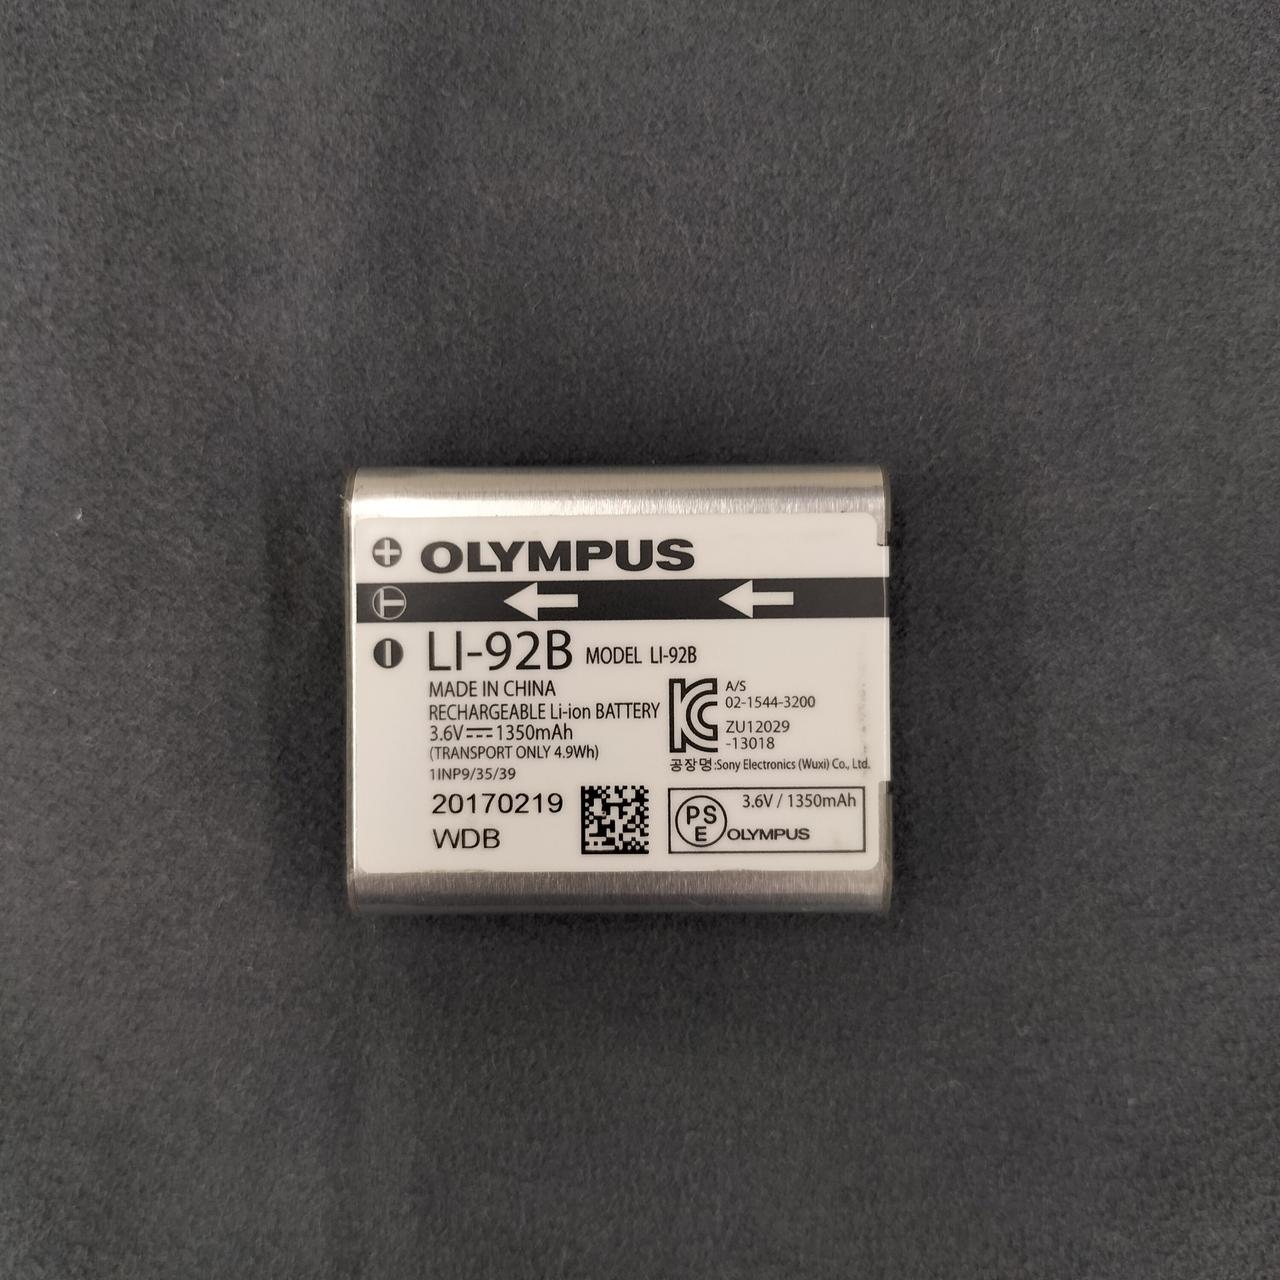 OLYMPUS
LI-92B MODEL LI-92B
MADE IN CHINA
RECHARGEABLE Li-ion BATTERY
3.6V⎓1350mAh
(TRANSPORT ONLY 4.9Wh)
1INP9/35/39
20170219
WDB
A/S
02-1544-3200
ZU12029
-13018
공장명:Sony Electronics (Wuxi) Co., Ltd.
PS
E
3.6V / 1350mAh
OLYMPUS